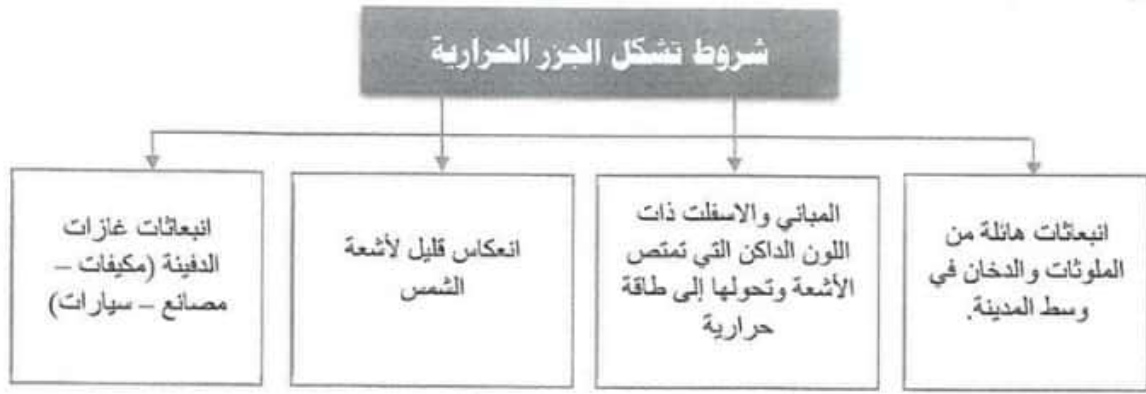 شروط تشكل الجزر الحرارية
انبعاثات هائلة من
الملوثات والدخان في
وسط المدينة.
المباني والاسفلت ذات
اللون الداكن التي تمتص
الأشعة وتحولها إلى طاقة
حرارية
انعكاس قليل لأشعة
الشمس
انبعاثات غازات
الدفينة (مكيفات –
مصانع – سيارات)